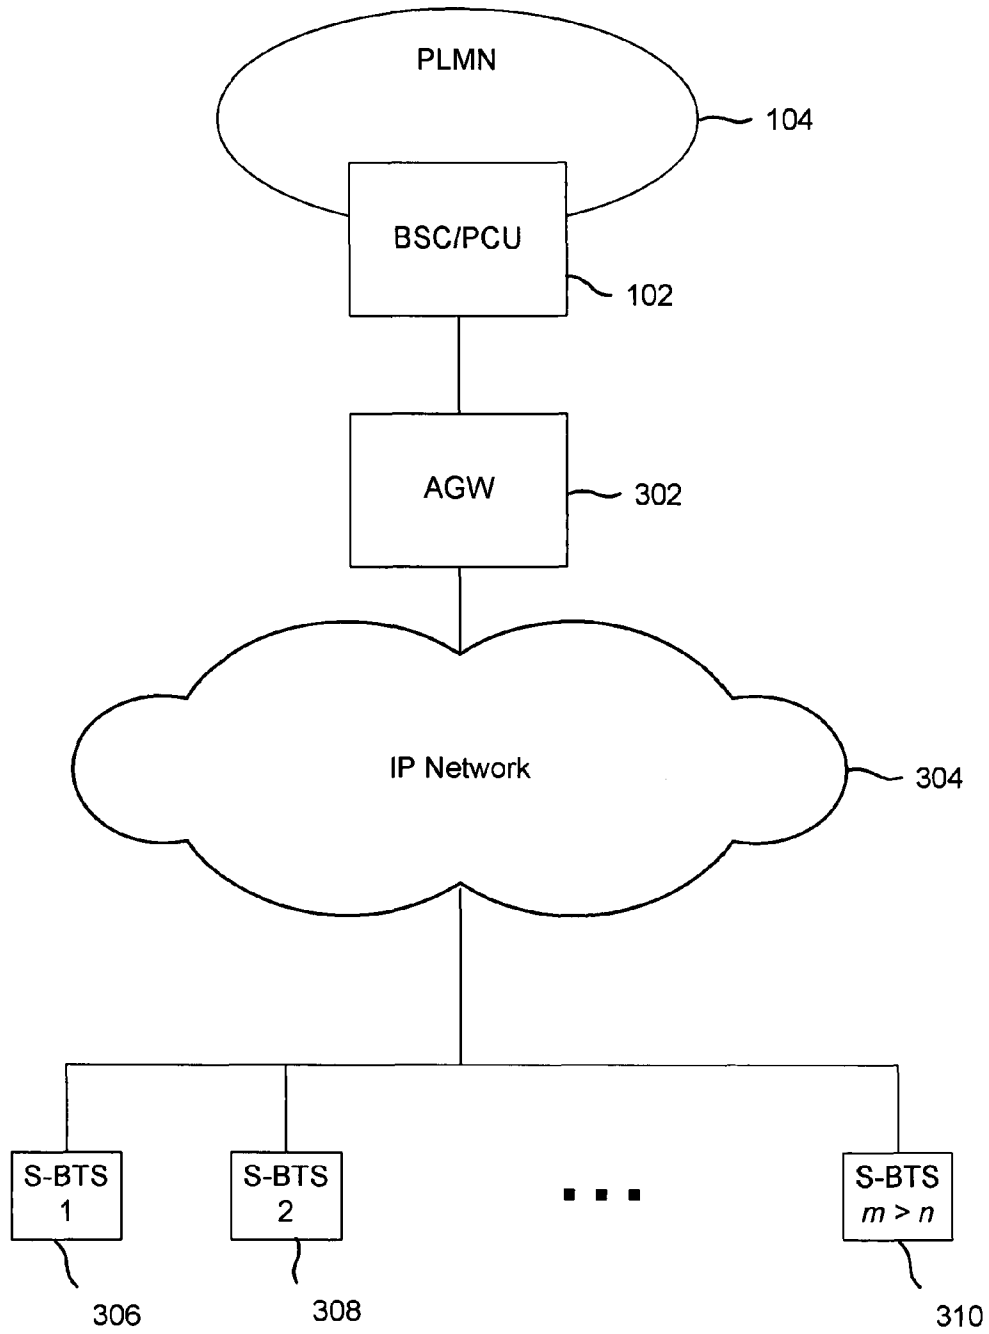 PLMN
104
BSC/PCU
102
AGW
302
IP Network
304
S-BTS
1
S-BTS
2
S-BTS
m > n
306
308
310